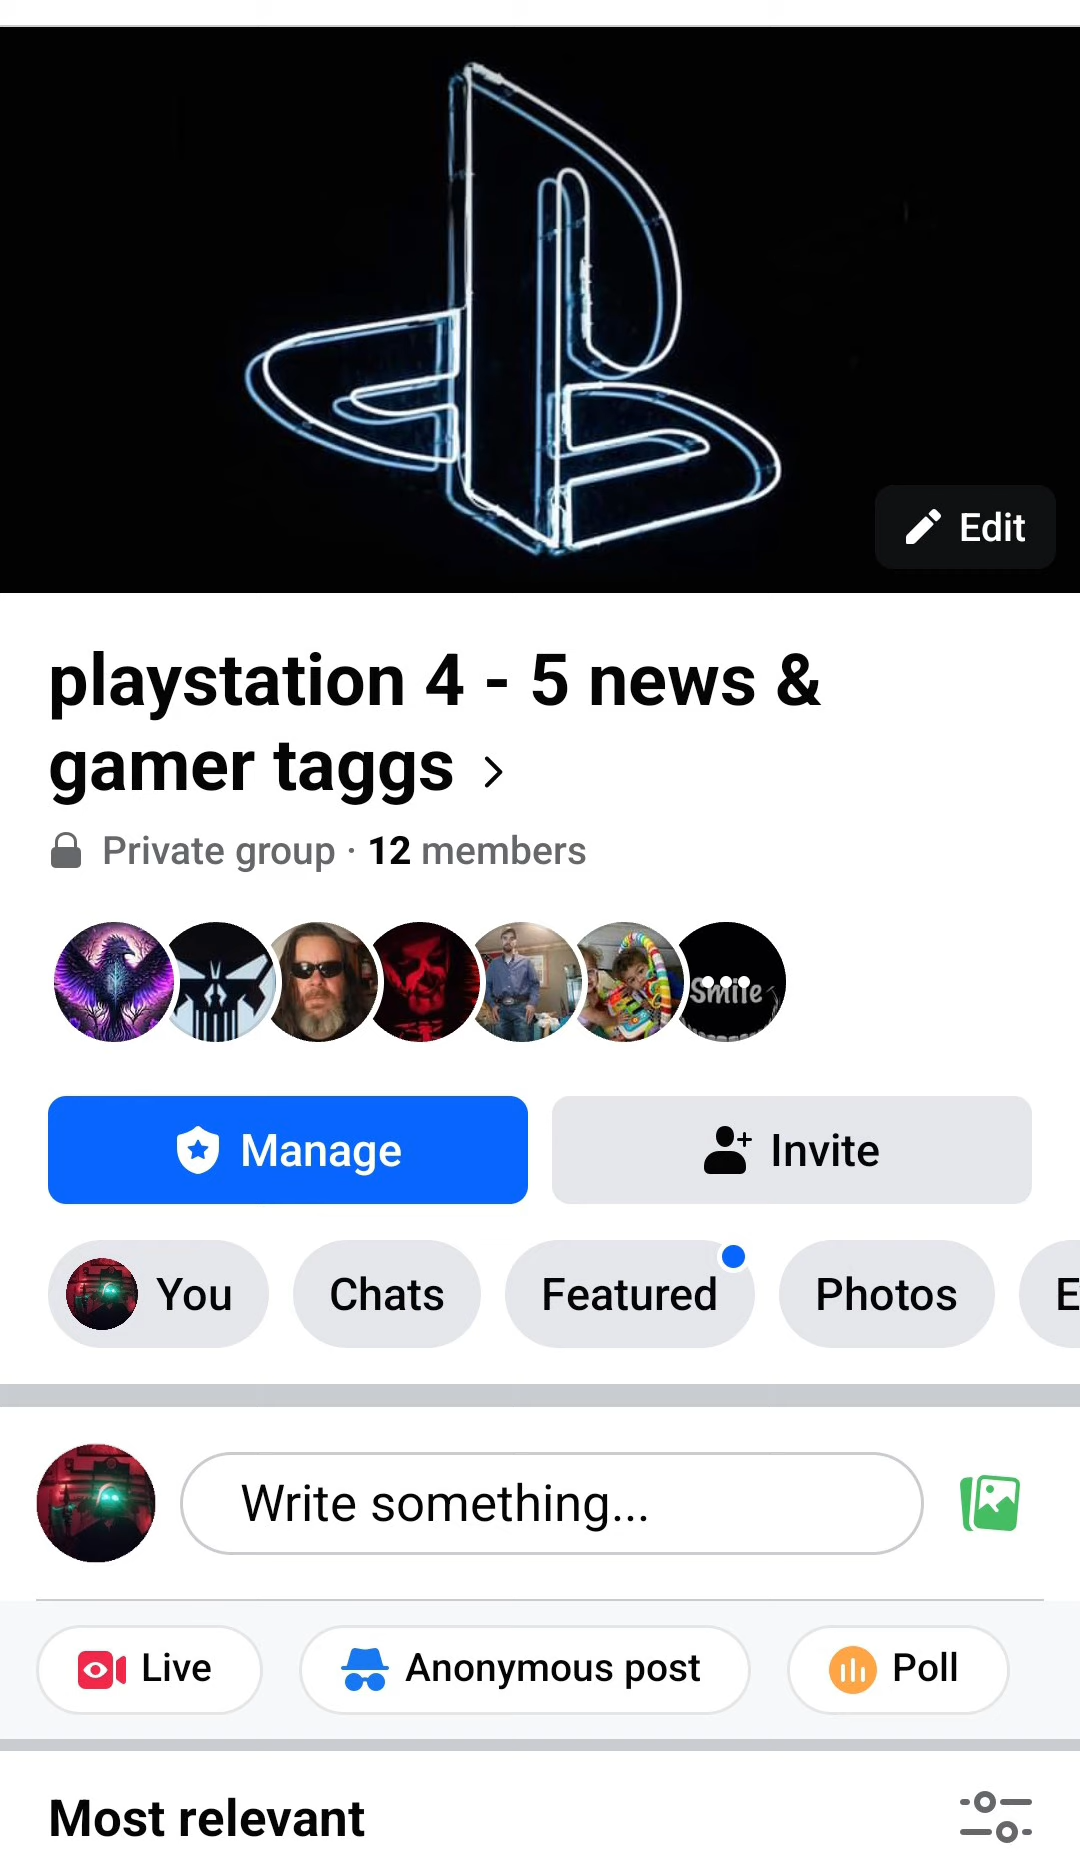 Edit
playstation 4 - 5 news &
gamer taggs
Private group · 12 members
Smile
Manage
Invite
You
Chats
Featured
Photos
E
Write something...
Live
Anonymous post
Poll
Most relevant